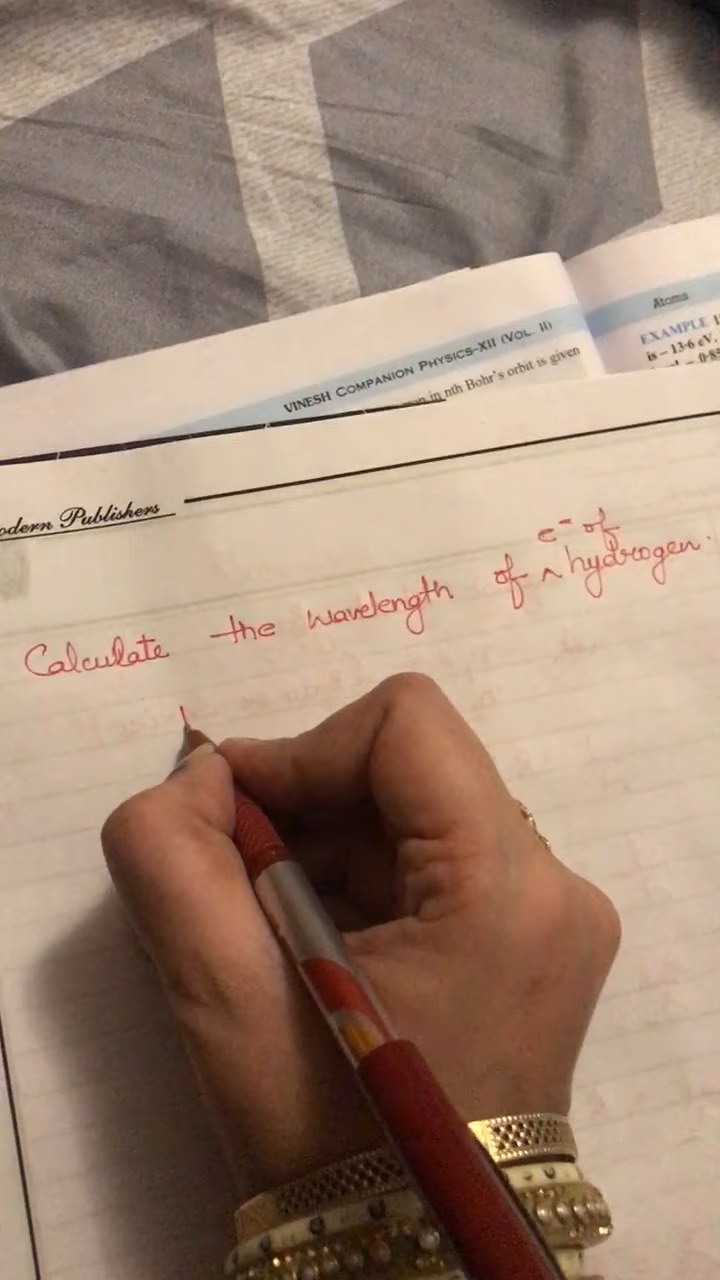 Atoms
EXAMPLE 1
is – 13·6 eV.
VINESH COMPANION PHYSICS-XII (VOL. II)
in nth Bohr's orbit is given
odern Publishers
e⁻ of
Calculate the wavelength of ^ hydrogen.